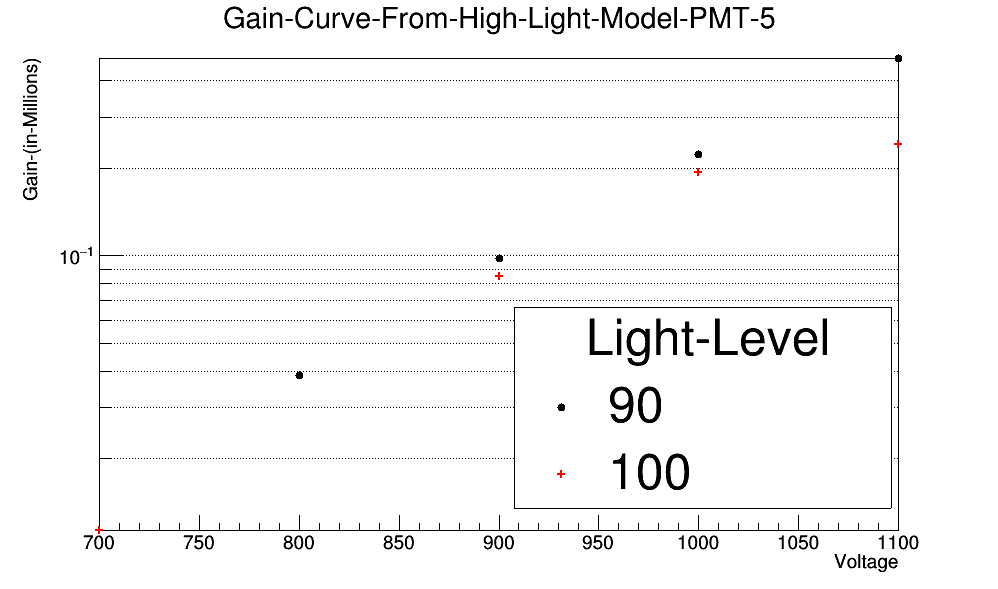 Gain-Curve-From-High-Light-Model-PMT-5
Gain-(in-Millions)
10⁻¹
Light-Level
90
100
700 750 800 850 900 950 1000 1050 1100
Voltage